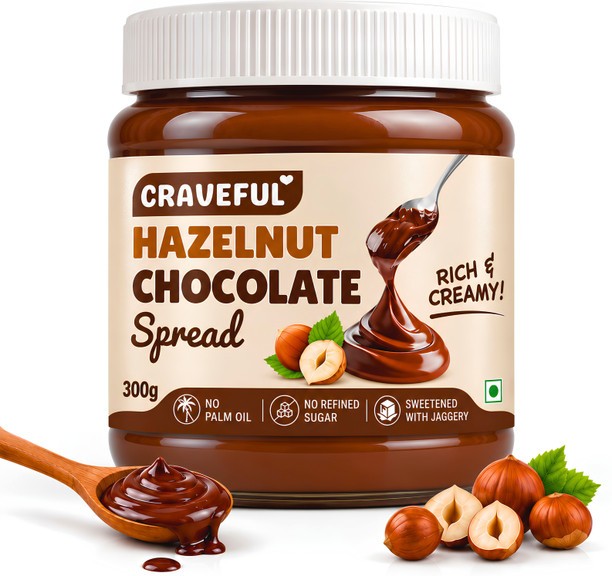 CRAVEFUL
HAZELNUT
CHOCOLATE
Spread
RICH &
CREAMY!
300g
NO
PALM OIL
NO REFINED
SUGAR
SWEETENED
WITH JAGGERY